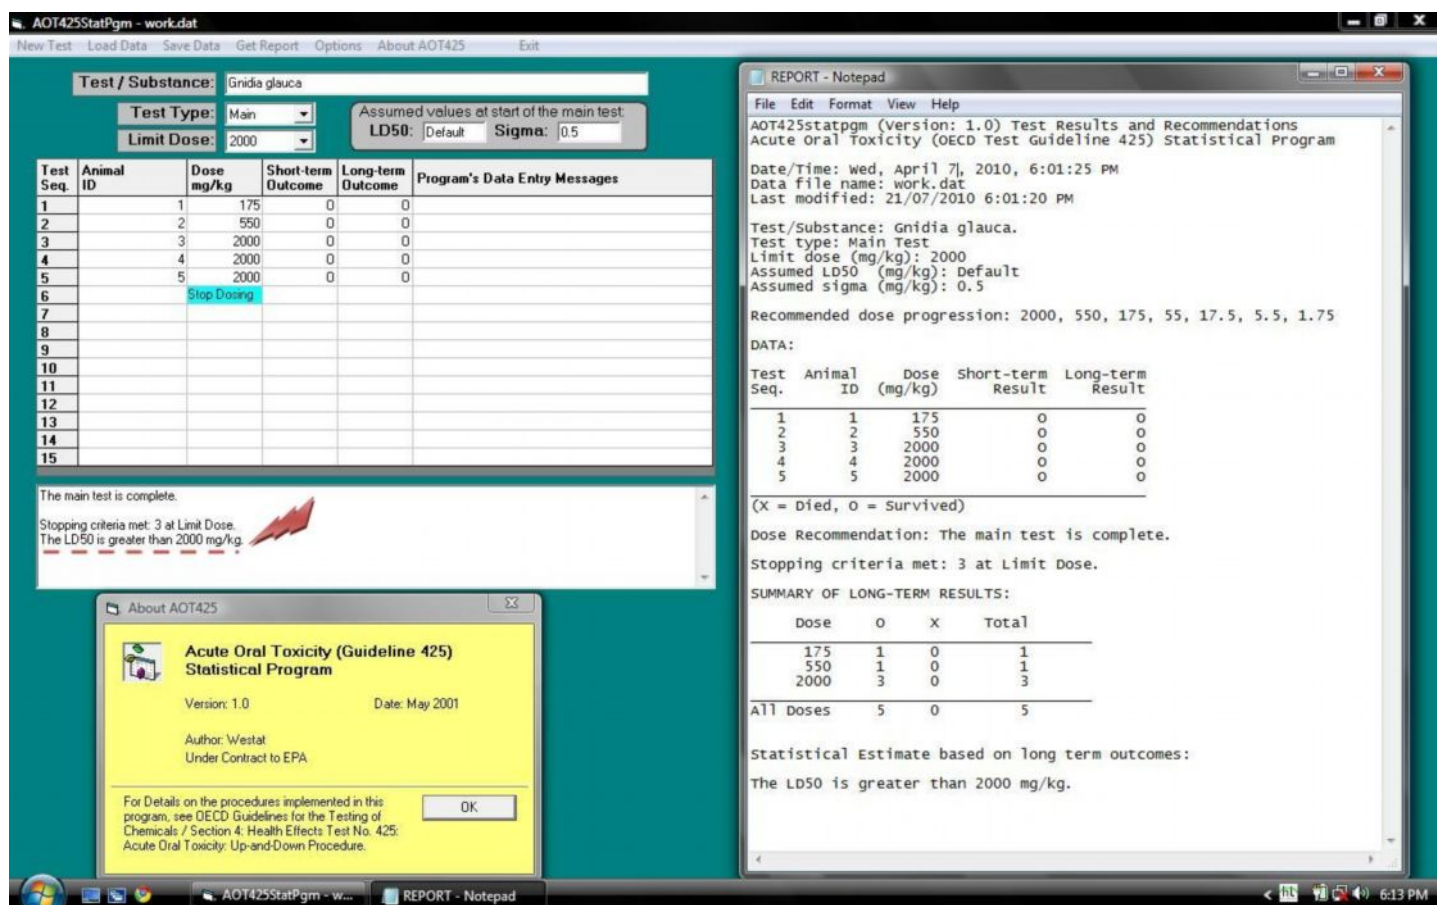 AOT425StatPgm - work.dat
New Test Load Data Save Data Get Report Options About AOT425 Exit
Test / Substance: Gnidia glauca
Test Type: Main
Limit Dose: 2000
Assumed values at start of the main test:
LD50: Default Sigma: 0.5
Test Seq. Animal ID Dose mg/kg Short-term Outcome Long-term Outcome Program's Data Entry Messages
1 1 175 O O
2 2 550 O O
3 3 2000 O O
4 4 2000 O O
5 5 2000 O O
6 Stop Dosing
7
8
9
10
11
12
13
14
15
The main test is complete.
Stopping criteria met: 3 at Limit Dose.
The LD50 is greater than 2000 mg/kg.
About AOT425
Acute Oral Toxicity (Guideline 425)
Statistical Program
Version: 1.0 Date: May 2001
Author: Westat
Under Contract to EPA
For Details on the procedures implemented in this
program, see OECD Guidelines for the Testing of
Chemicals / Section 4: Health Effects Test No. 425:
Acute Oral Toxicity: Up-and-Down Procedure.
OK
REPORT - Notepad
File Edit Format View Help
AOT425statpgm (Version: 1.0) Test Results and Recommendations
Acute Oral Toxicity (OECD Test Guideline 425) Statistical Program
Date/Time: Wed, April 7, 2010, 6:01:25 PM
Data file name: work.dat
Last modified: 21/07/2010 6:01:20 PM
Test/Substance: Gnidia glauca.
Test type: Main Test
Limit dose (mg/kg): 2000
Assumed LD50 (mg/kg): Default
Assumed sigma (mg/kg): 0.5
Recommended dose progression: 2000, 550, 175, 55, 17.5, 5.5, 1.75
DATA:
Test Animal Dose Short-term Long-term
Seq. ID (mg/kg) Result Result
1 1 175 O O
2 2 550 O O
3 3 2000 O O
4 4 2000 O O
5 5 2000 O O
(X = Died, O = Survived)
Dose Recommendation: The main test is complete.
Stopping criteria met: 3 at Limit Dose.
SUMMARY OF LONG-TERM RESULTS:
Dose O X Total
175 1 0 1
550 1 0 1
2000 3 0 3
All Doses 5 0 5
Statistical Estimate based on long term outcomes:
The LD50 is greater than 2000 mg/kg.
AOT425StatPgm - w... REPORT - Notepad 6:13 PM